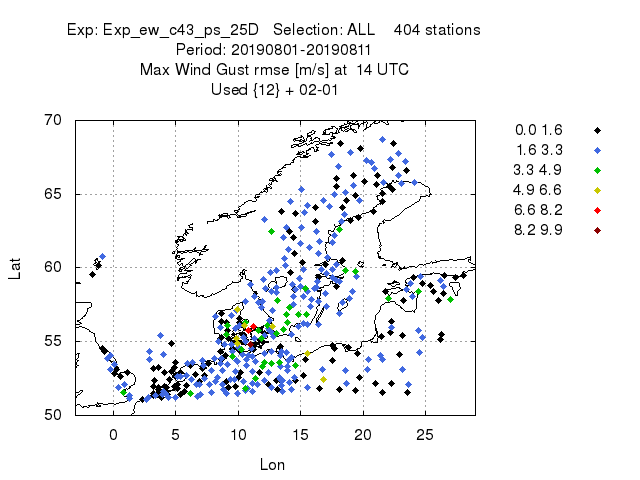 Exp: Exp_ew_c43_ps_25D Selection: ALL 404 stations
Period: 20190801-20190811
Max Wind Gust rmse [m/s] at 14 UTC
Used {12} + 02-01
70
65
60
55
50
Lat
0 5 10 15 20 25
Lon
0.0 1.6
1.6 3.3
3.3 4.9
4.9 6.6
6.6 8.2
8.2 9.9